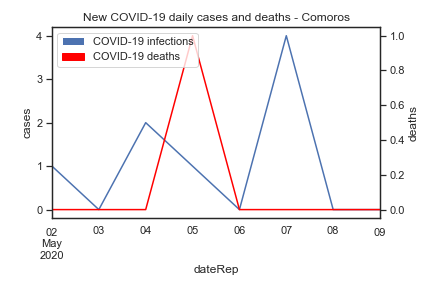 New COVID-19 daily cases and deaths - Comoros
COVID-19 infections
COVID-19 deaths
4
3
2
1
0
cases
1.0
0.8
0.6
0.4
0.2
0.0
deaths
02
May
2020
03
04
05
06
07
08
09
dateRep